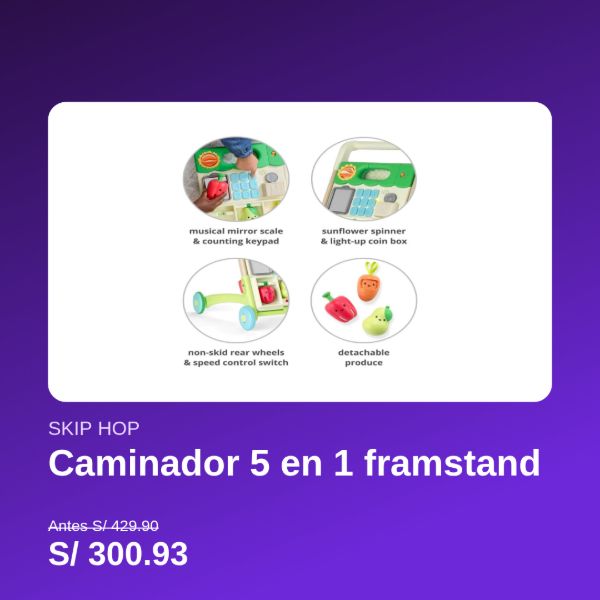 musical mirror scale
& counting keypad
sunflower spinner
& light-up coin box
non-skid rear wheels
& speed control switch
detachable
produce
SKIP HOP
Caminador 5 en 1 framstand
Antes S/ 429.90
S/ 300.93